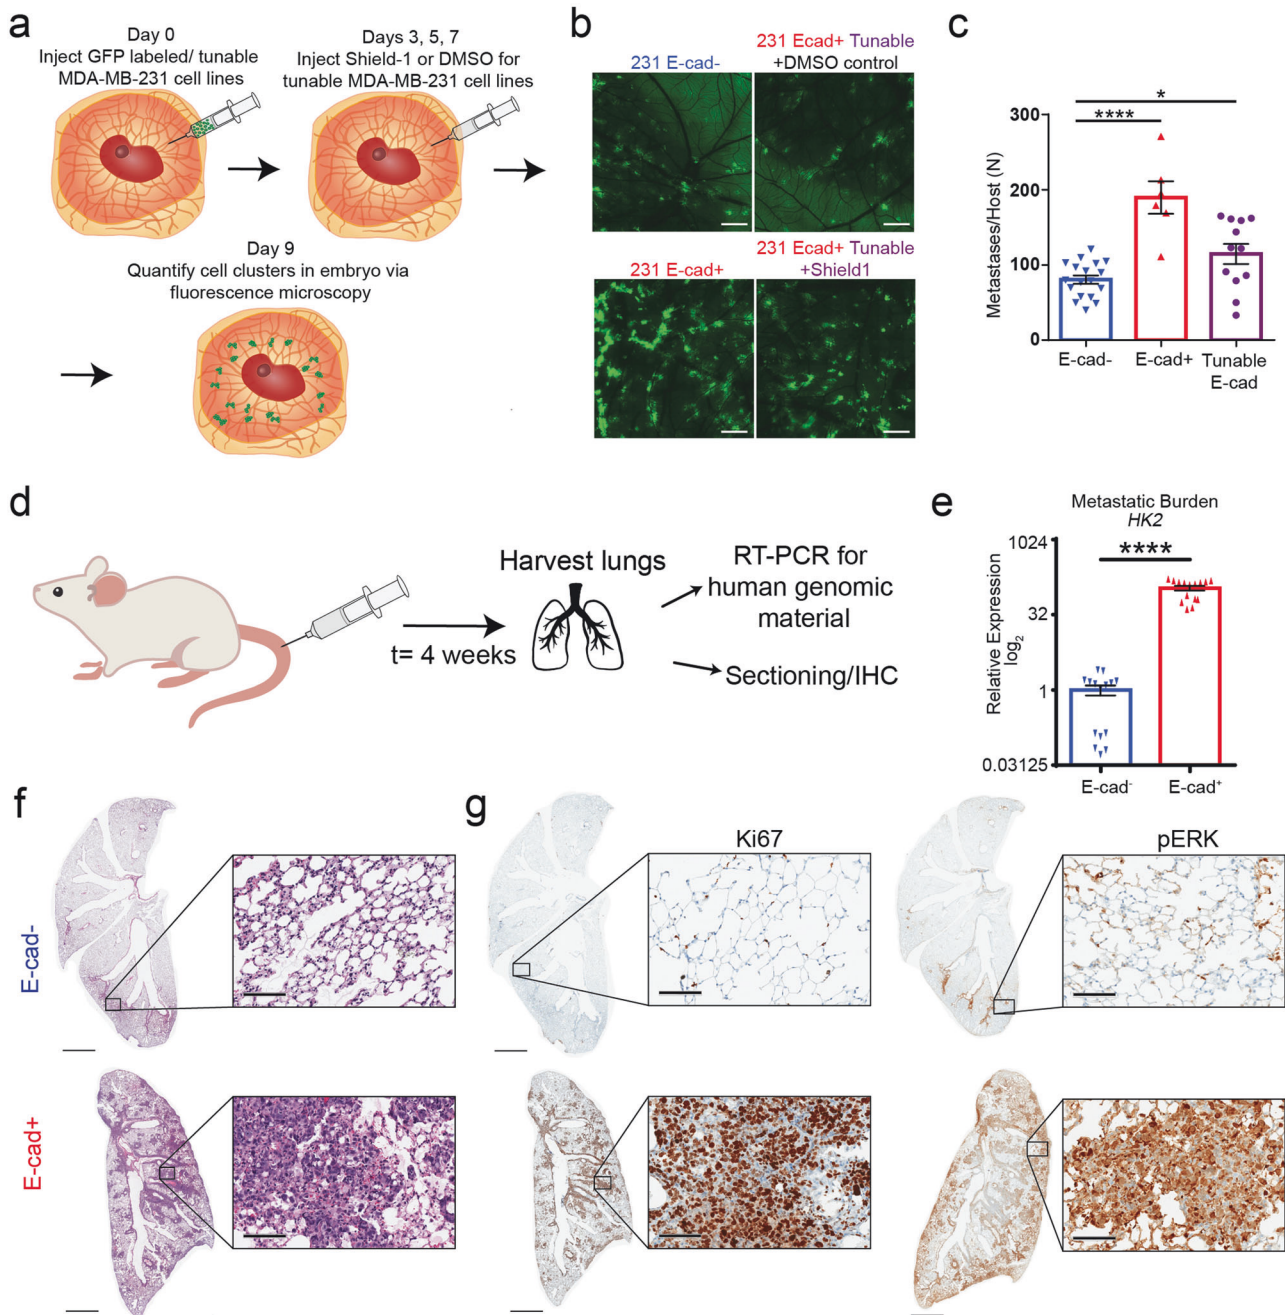 a
Day 0
Inject GFP labeled/ tunable
MDA-MB-231 cell lines
Days 3, 5, 7
Inject Shield-1 or DMSO for
tunable MDA-MB-231 cell lines
Day 9
Quantify cell clusters in embryo via
fluorescence microscopy
b
231 E-cad-
231 Ecad+ Tunable
+DMSO control
231 E-cad+
231 Ecad+ Tunable
+Shield1
c
*
****
Metastases/Host (N)
300
200
100
0
E-cad-
E-cad+
Tunable
E-cad
d
t= 4 weeks
Harvest lungs
RT-PCR for
human genomic
material
Sectioning/IHC
e
Metastatic Burden
HK2
****
Relative Expression
log₂
1024
32
1
0.03125
E-cad⁻
E-cad⁺
f
g
Ki67
pERK
E-cad-
E-cad+